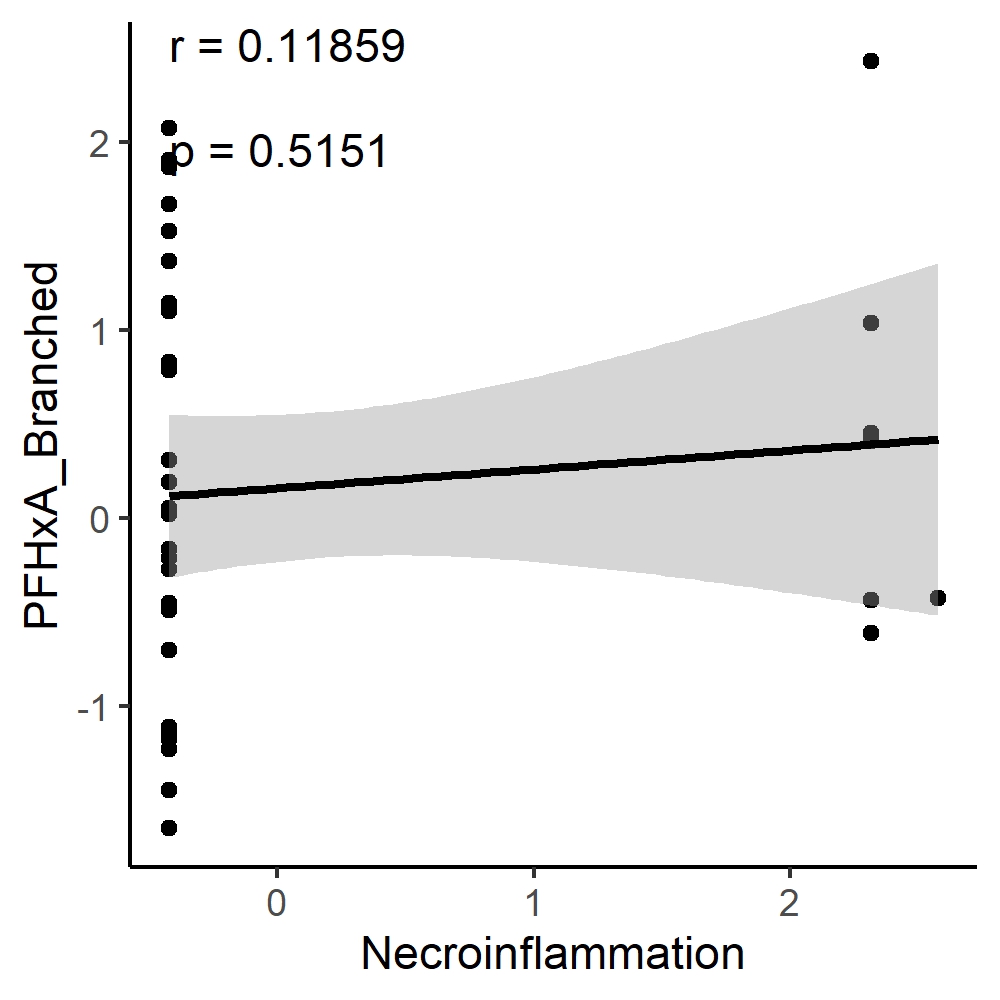 r = 0.11859
p = 0.5151
2
1
0
-1
PFHxA_Branched
0 1 2
Necroinflammation